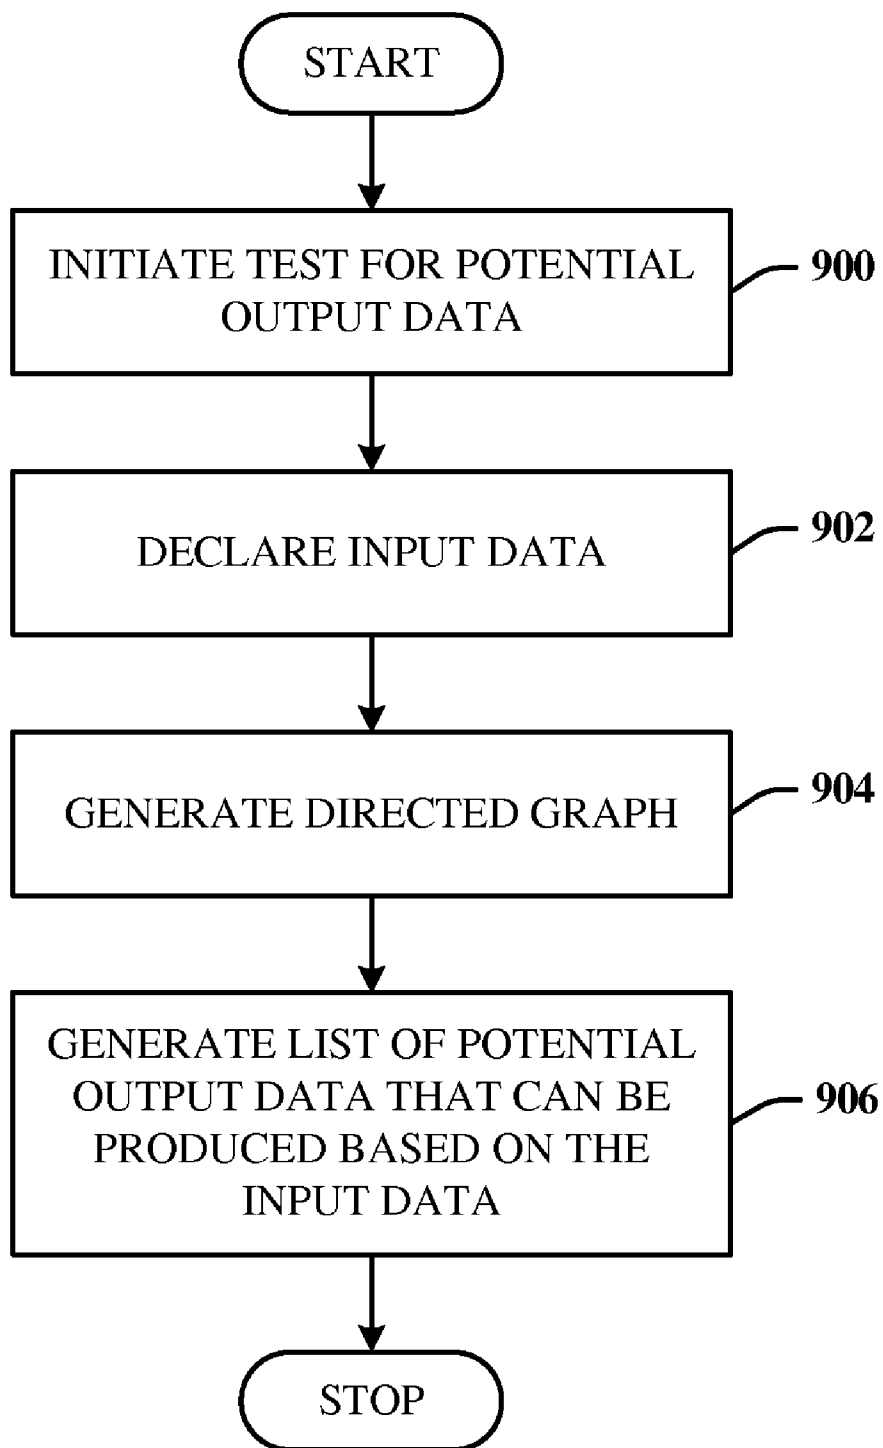 START
INITIATE TEST FOR POTENTIAL
OUTPUT DATA
900
DECLARE INPUT DATA
902
GENERATE DIRECTED GRAPH
904
GENERATE LIST OF POTENTIAL
OUTPUT DATA THAT CAN BE
PRODUCED BASED ON THE
INPUT DATA
906
STOP